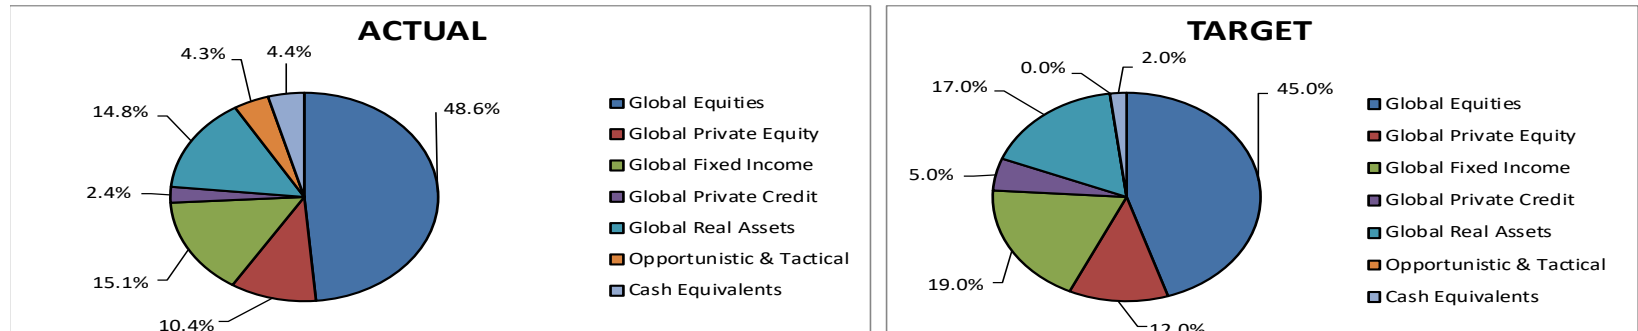 ACTUAL
4.3%
4.4%
14.8%
48.6%
2.4%
15.1%
10.4%
Global Equities
Global Private Equity
Global Fixed Income
Global Private Credit
Global Real Assets
Opportunistic & Tactical
Cash Equivalents
TARGET
0.0%
2.0%
17.0%
45.0%
5.0%
19.0%
12.0%
Global Equities
Global Private Equity
Global Fixed Income
Global Private Credit
Global Real Assets
Opportunistic & Tactical
Cash Equivalents